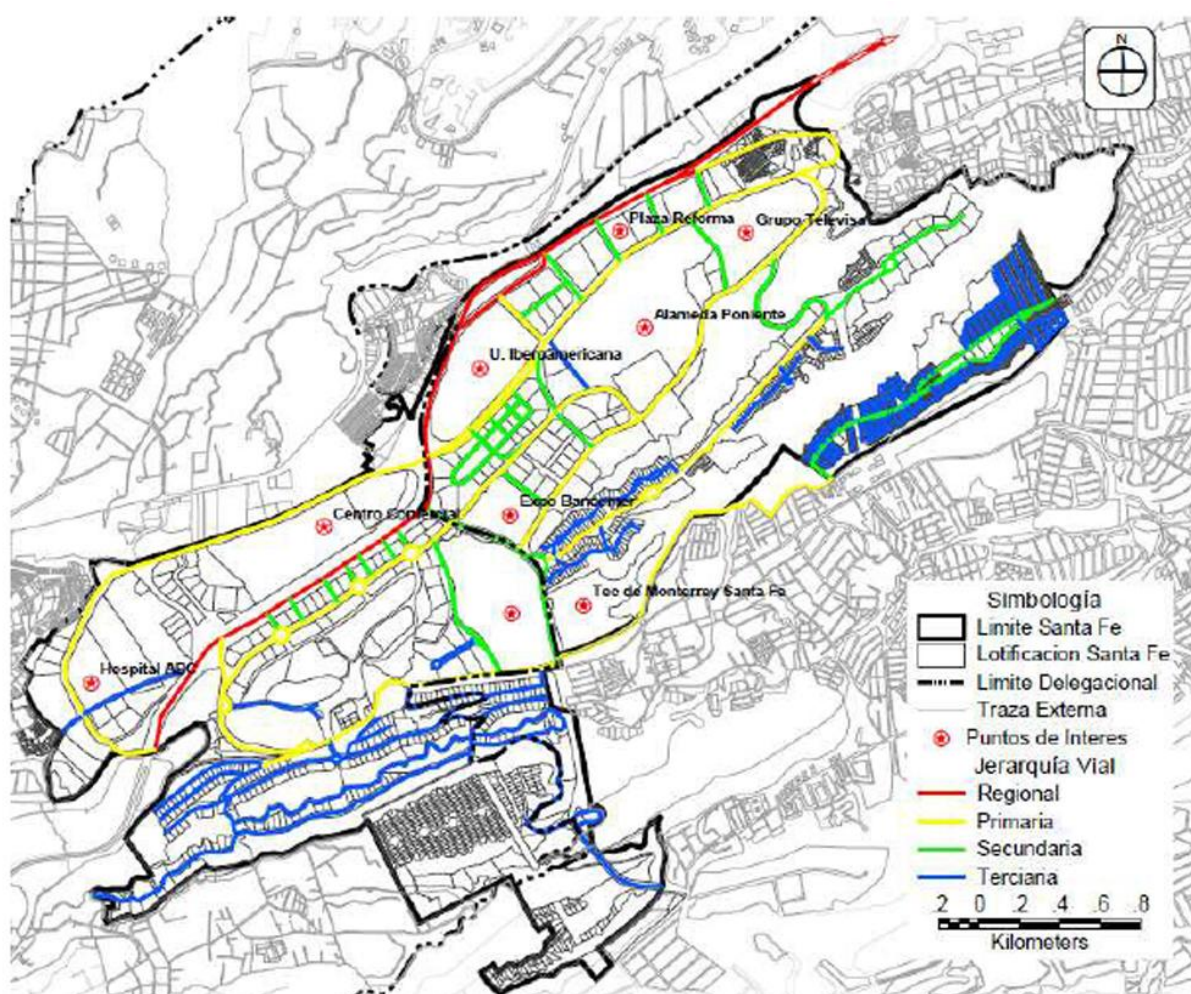 N
Plaza Reforma
Grupo Televisa
Alameda Poniente
U. Iberoamericana
Expo Bancomer
Centro Comercial
Tec de Monterrey Santa Fe
Hospital ABC
Simbología
Limite Santa Fe
Lotificacion Santa Fe
Limite Delegacional
Traza Externa
Puntos de Interes
Jerarquía Vial
Regional
Primaria
Secundaria
Terciaria
.2 0 .2 .4 .6 .8
Kilometers